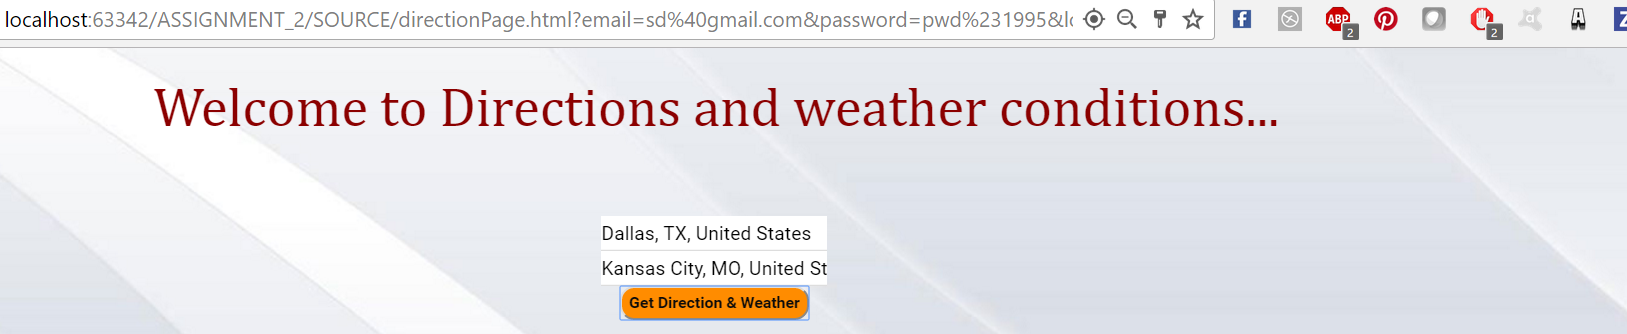 localhost:63342/ASSIGNMENT_2/SOURCE/directionPage.html?email=sd%40gmail.com&password=pwd%231995&l
ABP
2
2
Welcome to Directions and weather conditions...
Dallas, TX, United States
Kansas City, MO, United St
Get Direction & Weather